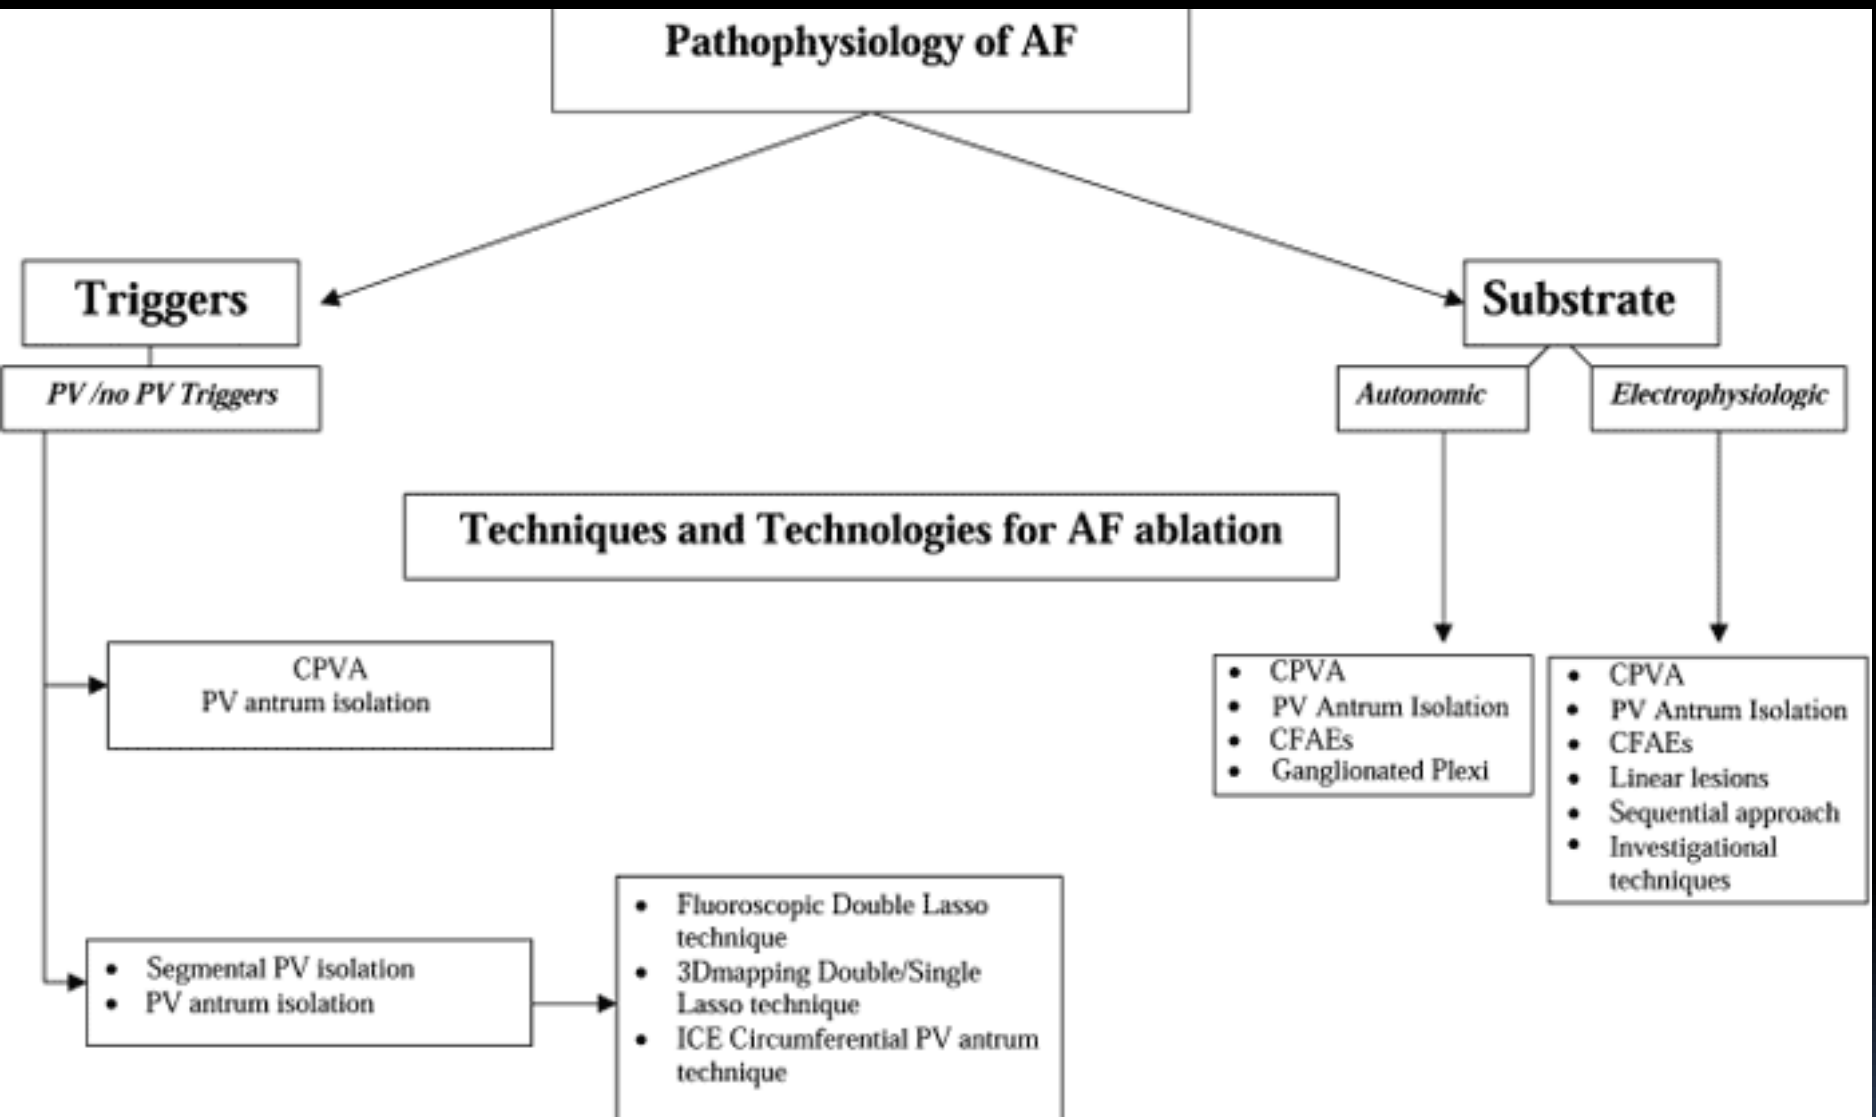 Pathophysiology of AF
Triggers
Substrate
PV /no PV Triggers
Autonomic
Electrophysiologic
Techniques and Technologies for AF ablation
CPVA
PV antrum isolation
• CPVA
• PV Antrum Isolation
• CFAEs
• Ganglionated Plexi
• CPVA
• PV Antrum Isolation
• CFAEs
• Linear lesions
• Sequential approach
• Investigational
techniques
• Segmental PV isolation
• PV antrum isolation
• Fluoroscopic Double Lasso
technique
• 3Dmapping Double/Single
Lasso technique
• ICE Circumferential PV antrum
technique